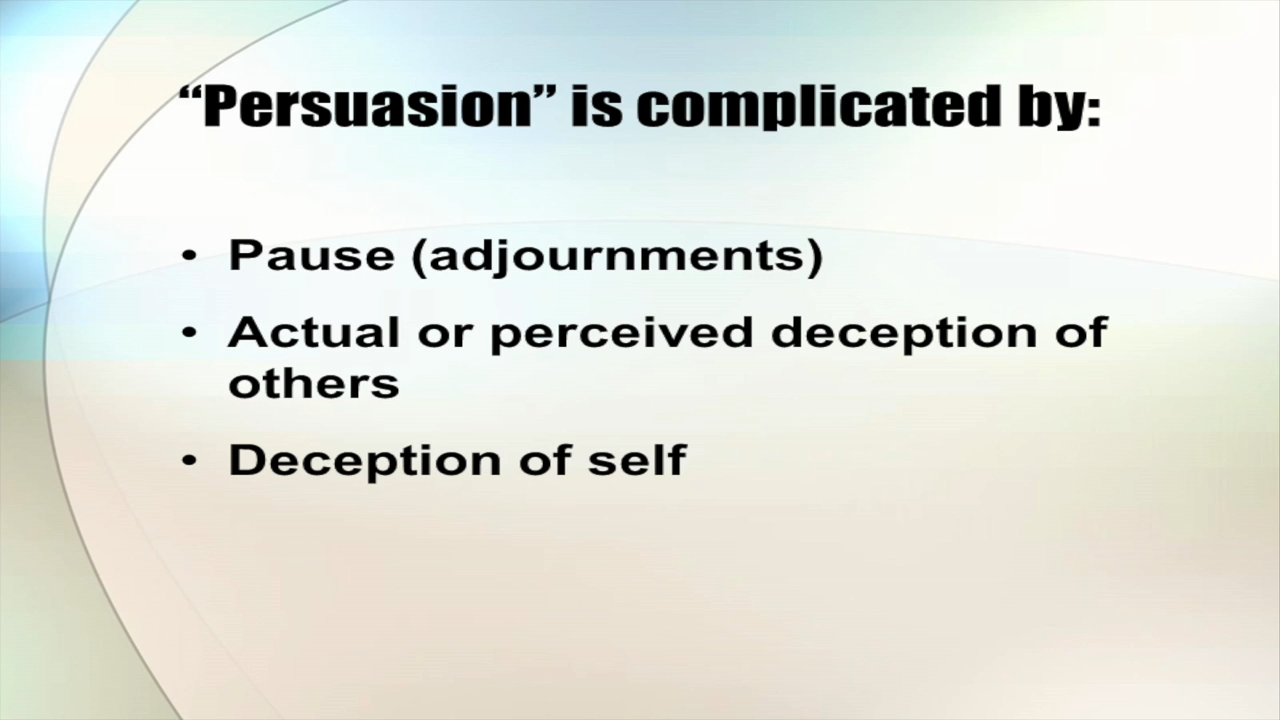 “Persuasion” is complicated by:
• Pause (adjournments)
• Actual or perceived deception of
others
• Deception of self